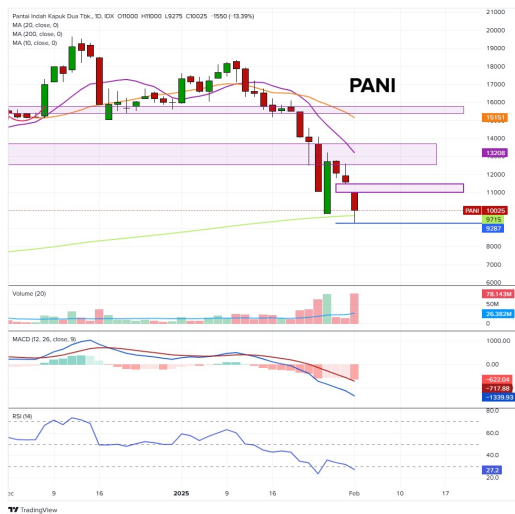 Pantai Indah Kapuk Dua Tbk., 1D, IDX O11000 H11000 L9275 C10025 -1550 (-13.39%)
MA (20, close, 0)
MA (200, close, 0)
MA (10, close, 0)
PANI
21000
20000
19000
18000
17000
16000
15151
14000
13208
12000
11000
PANI 10025
9715
9287
8000
7000
6000
Volume (20)
78.143M
50M
26.382M
0
MACD (12, 26, close, 9)
1000.00
0.00
-622.04
-717.88
-1339.93
RSI (14)
80.0
60.0
40.0
27.2
9 16 2025 9 16 Feb 10 17
TradingView